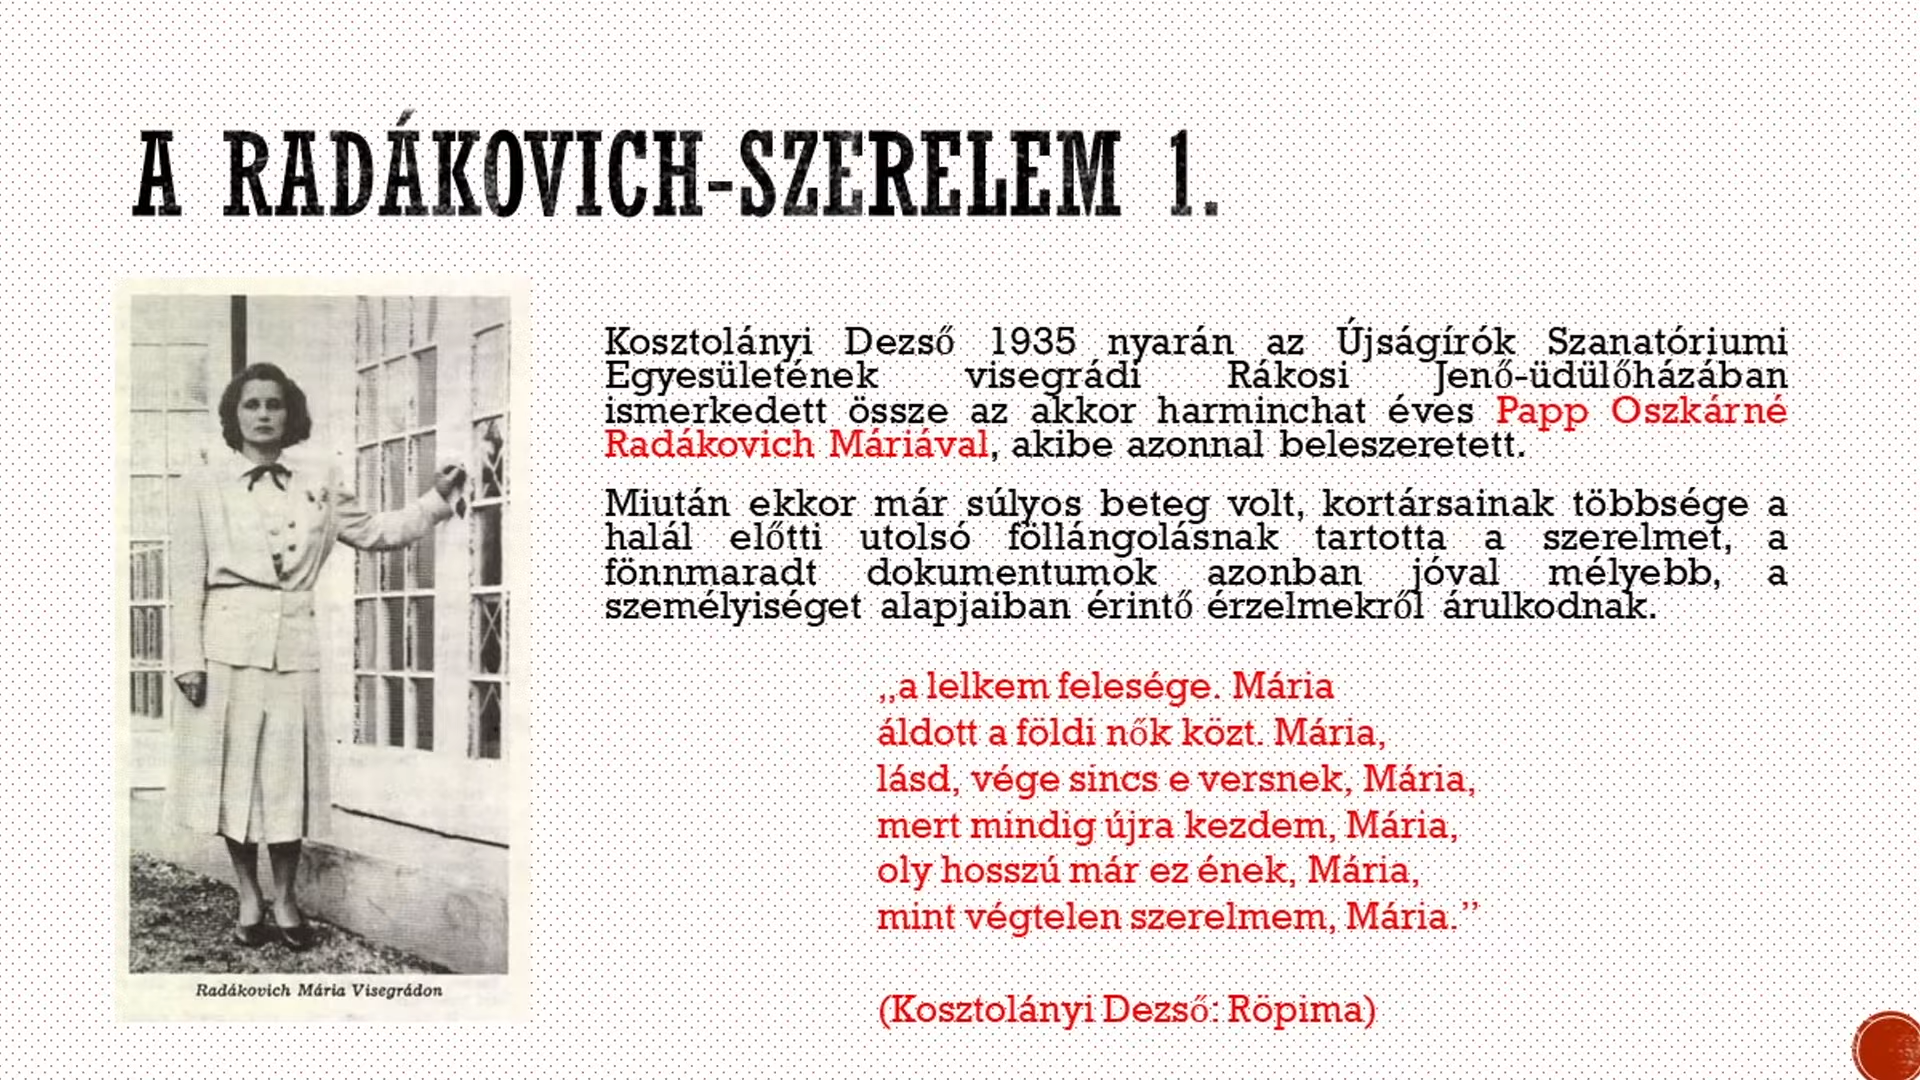 A RADÁKOVICH-SZERELEM 1.
Kosztolányi Dezső 1935 nyarán az Újságírók Szanatóriumi
Egyesületének visegrádi Rákosi Jenő-üdülőházában
ismerkedett össze az akkor harminchat éves Papp Oszkárné
Radákovich Máriával, akibe azonnal beleszeretett.
Miután ekkor már súlyos beteg volt, kortársainak többsége a
halál előtti utolsó föllángolásnak tartotta a szerelmet, a
fönnmaradt dokumentumok azonban jóval mélyebb, a
személyiséget alapjaiban érintő érzelmekről árulkodnak.
,,a lelkem felesége. Mária
áldott a földi nők közt. Mária,
lásd, vége sincs e versnek, Mária,
mert mindig újra kezdem, Mária,
oly hosszú már ez ének, Mária,
mint végtelen szerelmem, Mária.’’
(Kosztolányi Dezső: Röpima)
Radákovich Mária Visegrádon